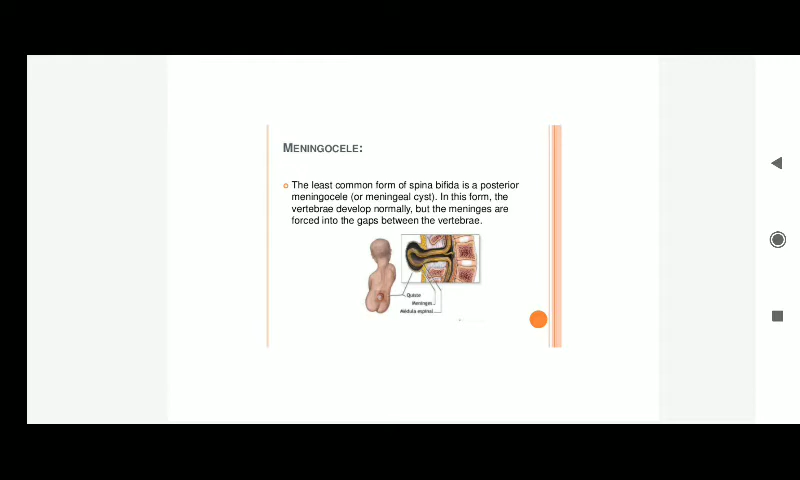 MENINGOCELE:
The least common form of spina bifida is a posterior
meningocele (or meningeal cyst). In this form, the
vertebrae develop normally, but the meninges are
forced into the gaps between the vertebrae.
Quiste
Meninges
Médula espinal